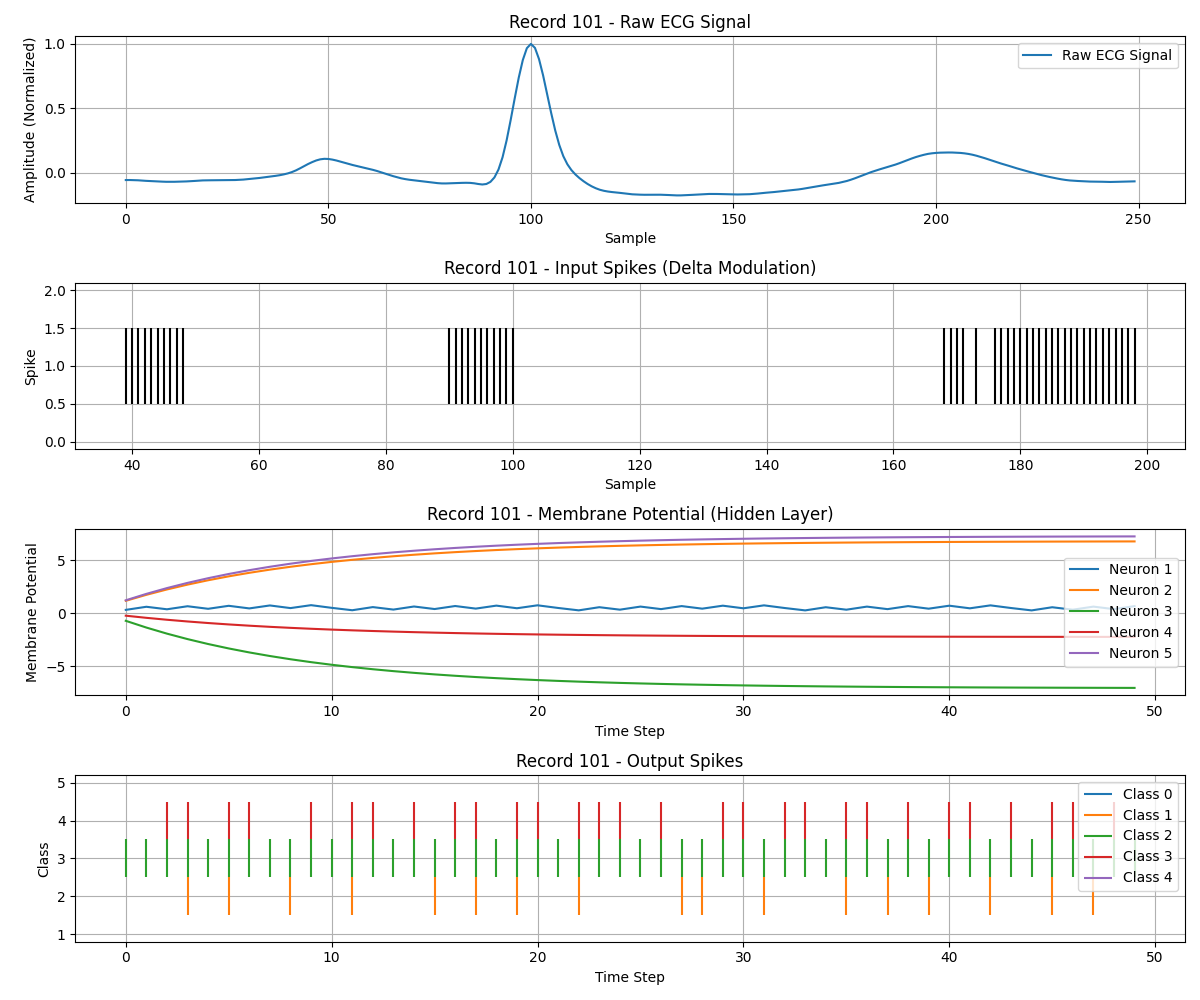 Record 101 - Raw ECG Signal
Amplitude (Normalized)
1.0
0.5
0.0
Raw ECG Signal
0 50 100 150 200 250
Sample
Record 101 - Input Spikes (Delta Modulation)
Spike
2.0
1.5
1.0
0.5
0.0
40 60 80 100 120 140 160 180 200
Sample
Record 101 - Membrane Potential (Hidden Layer)
Membrane Potential
5
0
−5
Neuron 1
Neuron 2
Neuron 3
Neuron 4
Neuron 5
0 10 20 30 40 50
Time Step
Record 101 - Output Spikes
Class
5
4
3
2
1
Class 0
Class 1
Class 2
Class 3
Class 4
0 10 20 30 40 50
Time Step